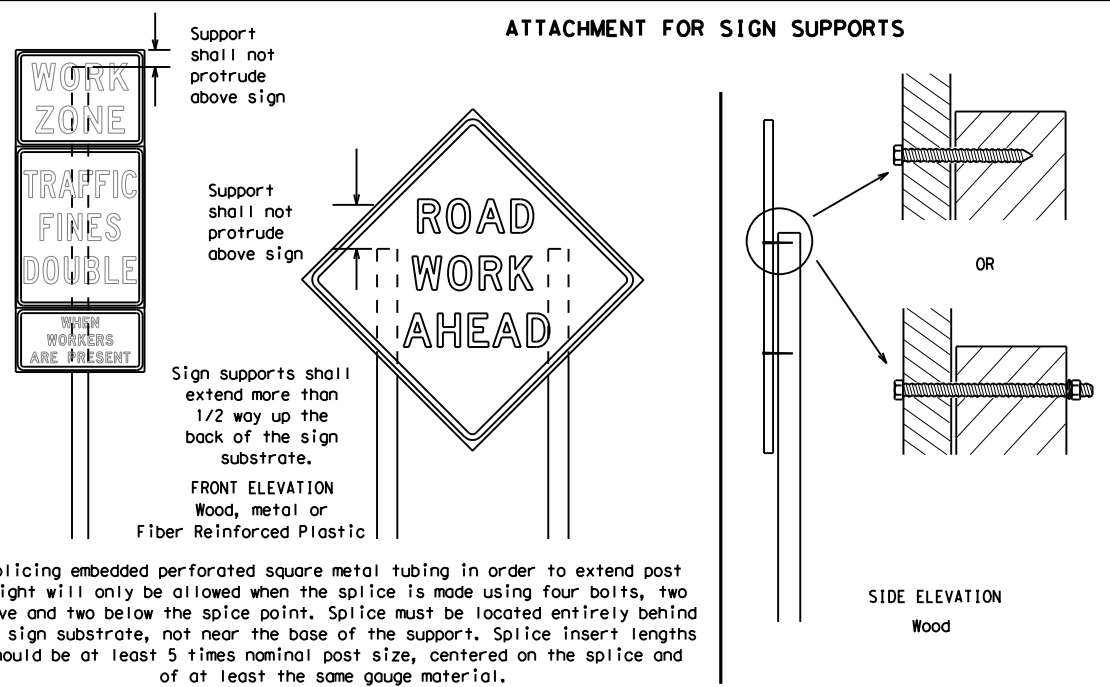 ATTACHMENT FOR SIGN SUPPORTS
Support
shall not
protrude
above sign
WORK
ZONE
TRAFFIC
FINES
DOUBLE
WHEN
WORKERS
ARE PRESENT
Support
shall not
protrude
above sign
ROAD
WORK
AHEAD
Sign supports shall
extend more than
1/2 way up the
back of the sign
substrate.
FRONT ELEVATION
Wood, metal or
Fiber Reinforced Plastic
plicing embedded perforated square metal tubing in order to extend post
ight will only be allowed when the splice is made using four bolts, two
ve and two below the spice point. Splice must be located entirely behind
sign substrate, not near the base of the support. Splice insert lengths
hould be at least 5 times nominal post size, centered on the splice and
of at least the same gauge material.
OR
SIDE ELEVATION
Wood